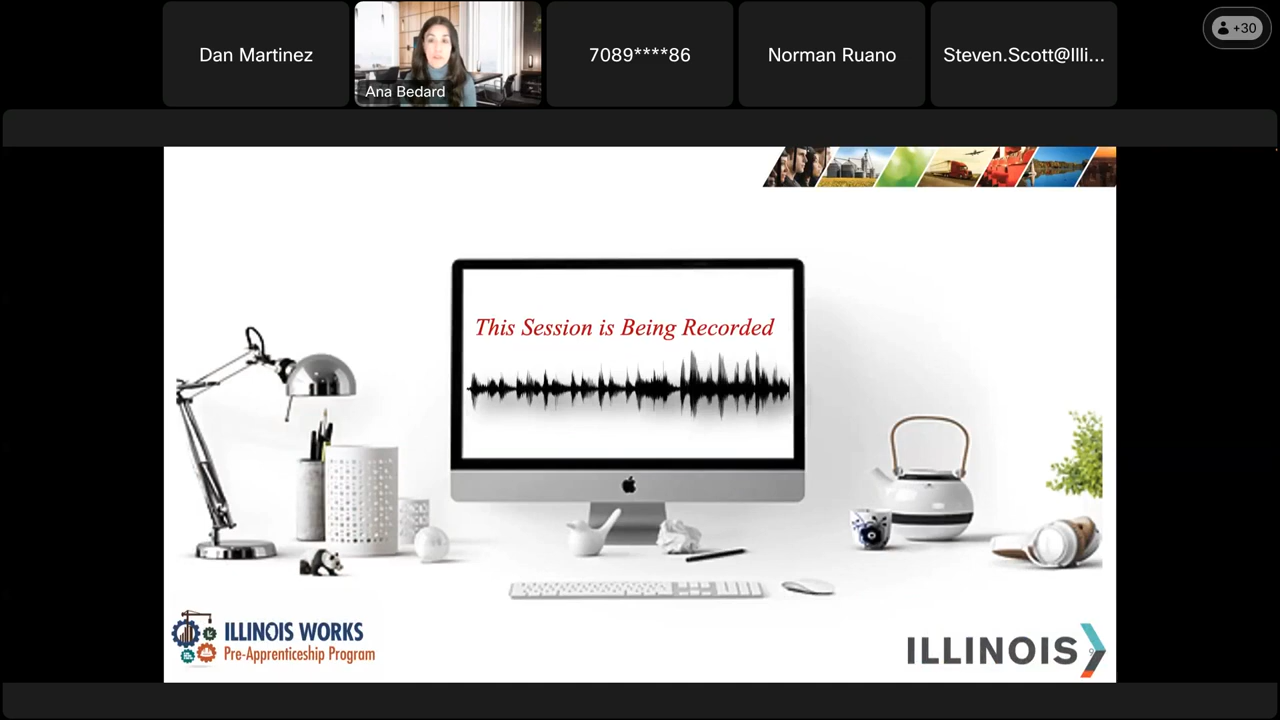 Dan Martinez
Ana Bedard
7089****86
Norman Ruano
Steven.Scott@Illi...
+30
This Session is Being Recorded
ILLINOIS WORKS
Pre-Apprenticeship Program
ILLINOIS